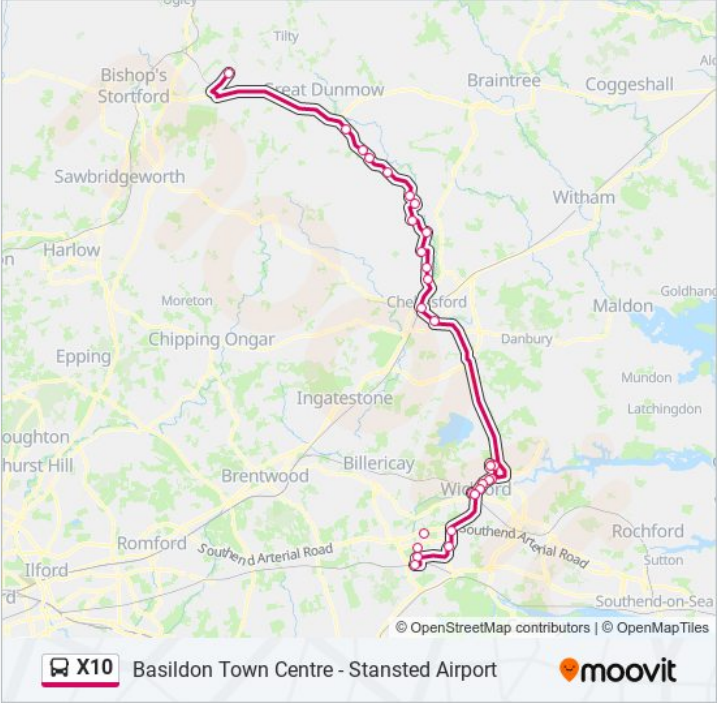 Ugley
Tilty
Bishop's
Stortford
Great Dunmow
Braintree
Coggeshall
Sawbridgeworth
Witham
Harlow
Moreton
Chelmsford
Goldhang
Maldon
Chipping Ongar
Danbury
Epping
Mundon
Ingatestone
Latchingdon
oughton
hurst Hill
Billericay
Brentwood
Wickford
Rochford
Romford
Southend Arterial Road
Southend Arterial Road
Ilford
Sutton
Southend-on-Sea
© OpenStreetMap contributors | © OpenMapTiles
X10 Basildon Town Centre - Stansted Airport
moovit